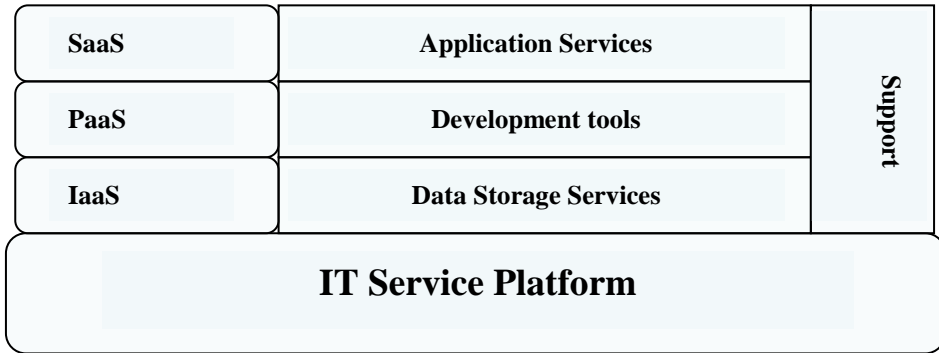 SaaS
Application Services
PaaS
Development tools
IaaS
Data Storage Services
Support
IT Service Platform